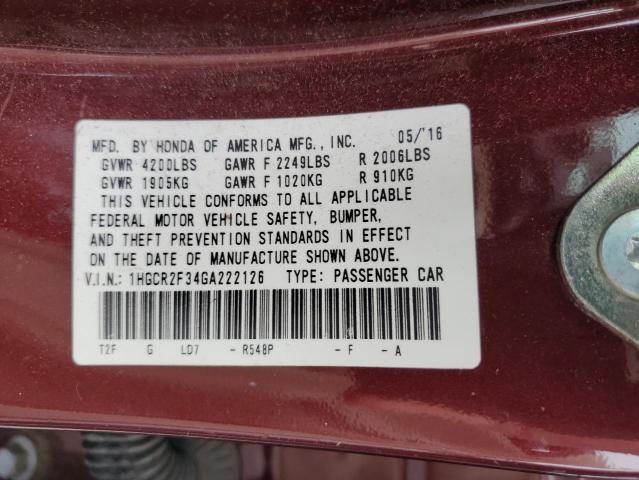 MFD. BY HONDA OF AMERICA MFG., INC. 05/'16
GVWR 4200LBS GAWR F 2249LBS R 2006LBS
GVWR 1905KG GAWR F 1020KG R 910KG
THIS VEHICLE CONFORMS TO ALL APPLICABLE
FEDERAL MOTOR VEHICLE SAFETY, BUMPER,
AND THEFT PREVENTION STANDARDS IN EFFECT
ON THE DATE OF MANUFACTURE SHOWN ABOVE.
V.I.N.: 1HGCR2F34GA222126 TYPE: PASSENGER CAR
T2F G LD7 - R548P - F - A